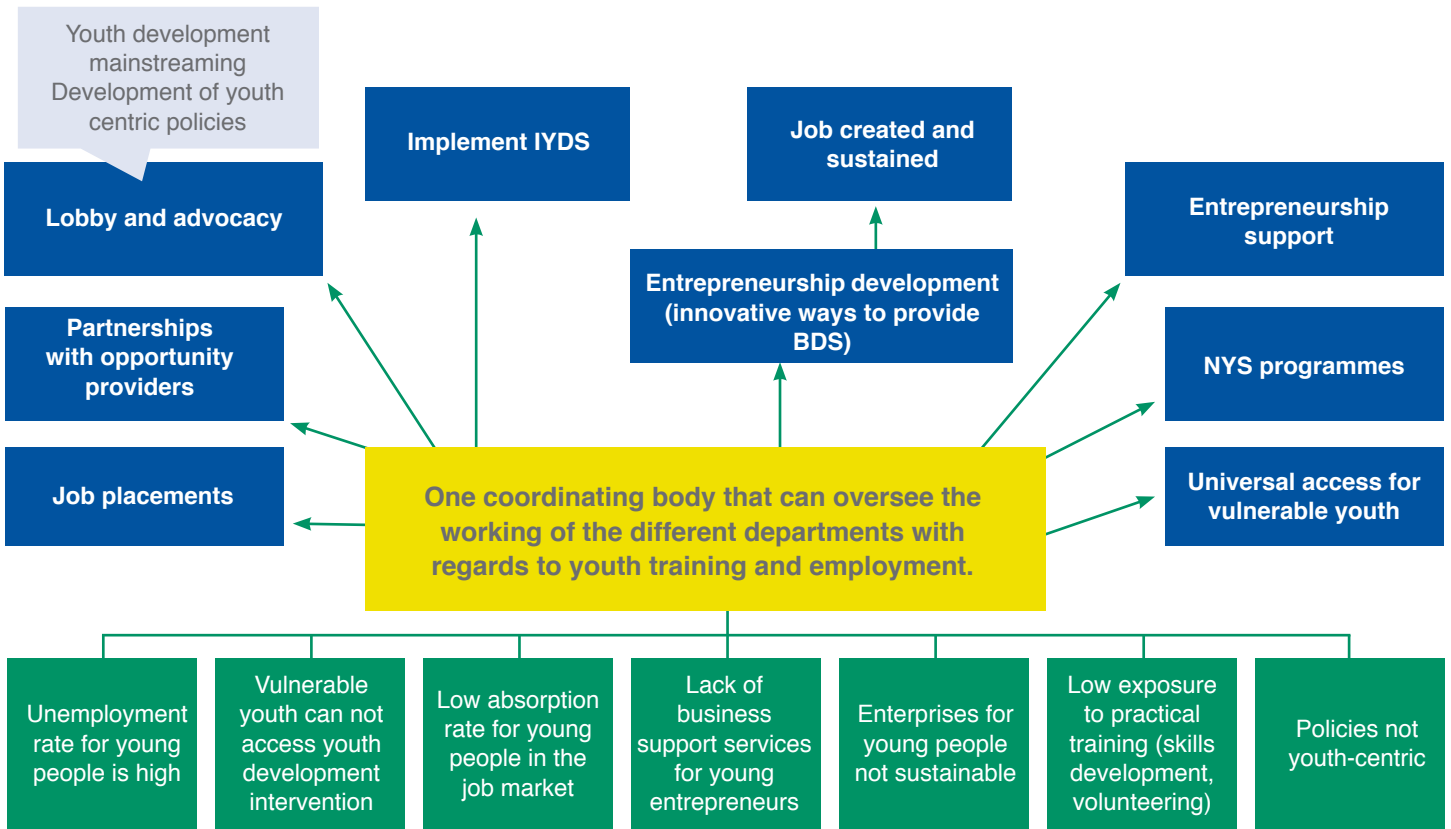 Youth development
mainstreaming
Development of youth
centric policies
Lobby and advocacy
Implement IYDS
Job created and
sustained
Entrepreneurship
support
Entrepreneurship development
(innovative ways to provide
BDS)
Partnerships
with opportunity
providers
NYS programmes
Job placements
Universal access for
vulnerable youth
One coordinating body that can oversee the
working of the different departments with
regards to youth training and employment.
Unemployment
rate for young
people is high
Vulnerable
youth can not
access youth
development
intervention
Low absorption
rate for young
people in the
job market
Lack of
business
support services
for young
entrepreneurs
Enterprises for
young people
not sustainable
Low exposure
to practical
training (skills
development,
volunteering)
Policies not
youth-centric